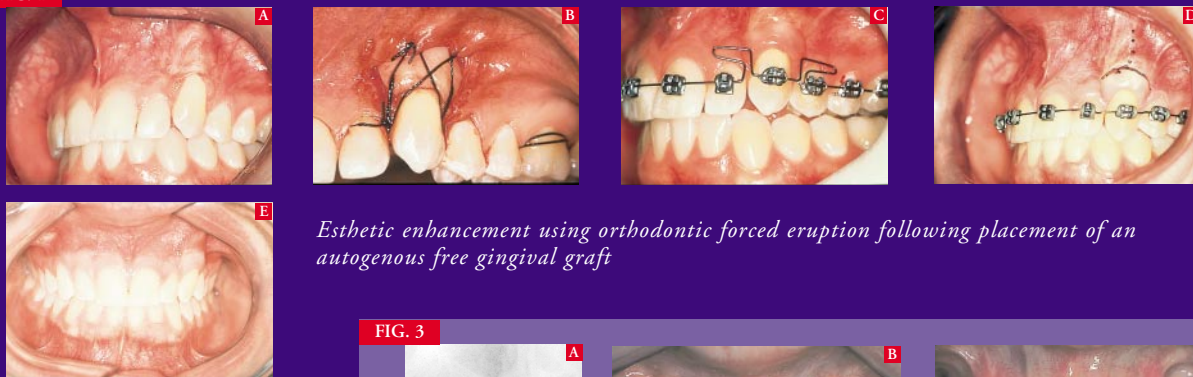 A
B
C
D
E
Esthetic enhancement using orthodontic forced eruption following placement of an
autogenous free gingival graft
FIG. 3
A
B